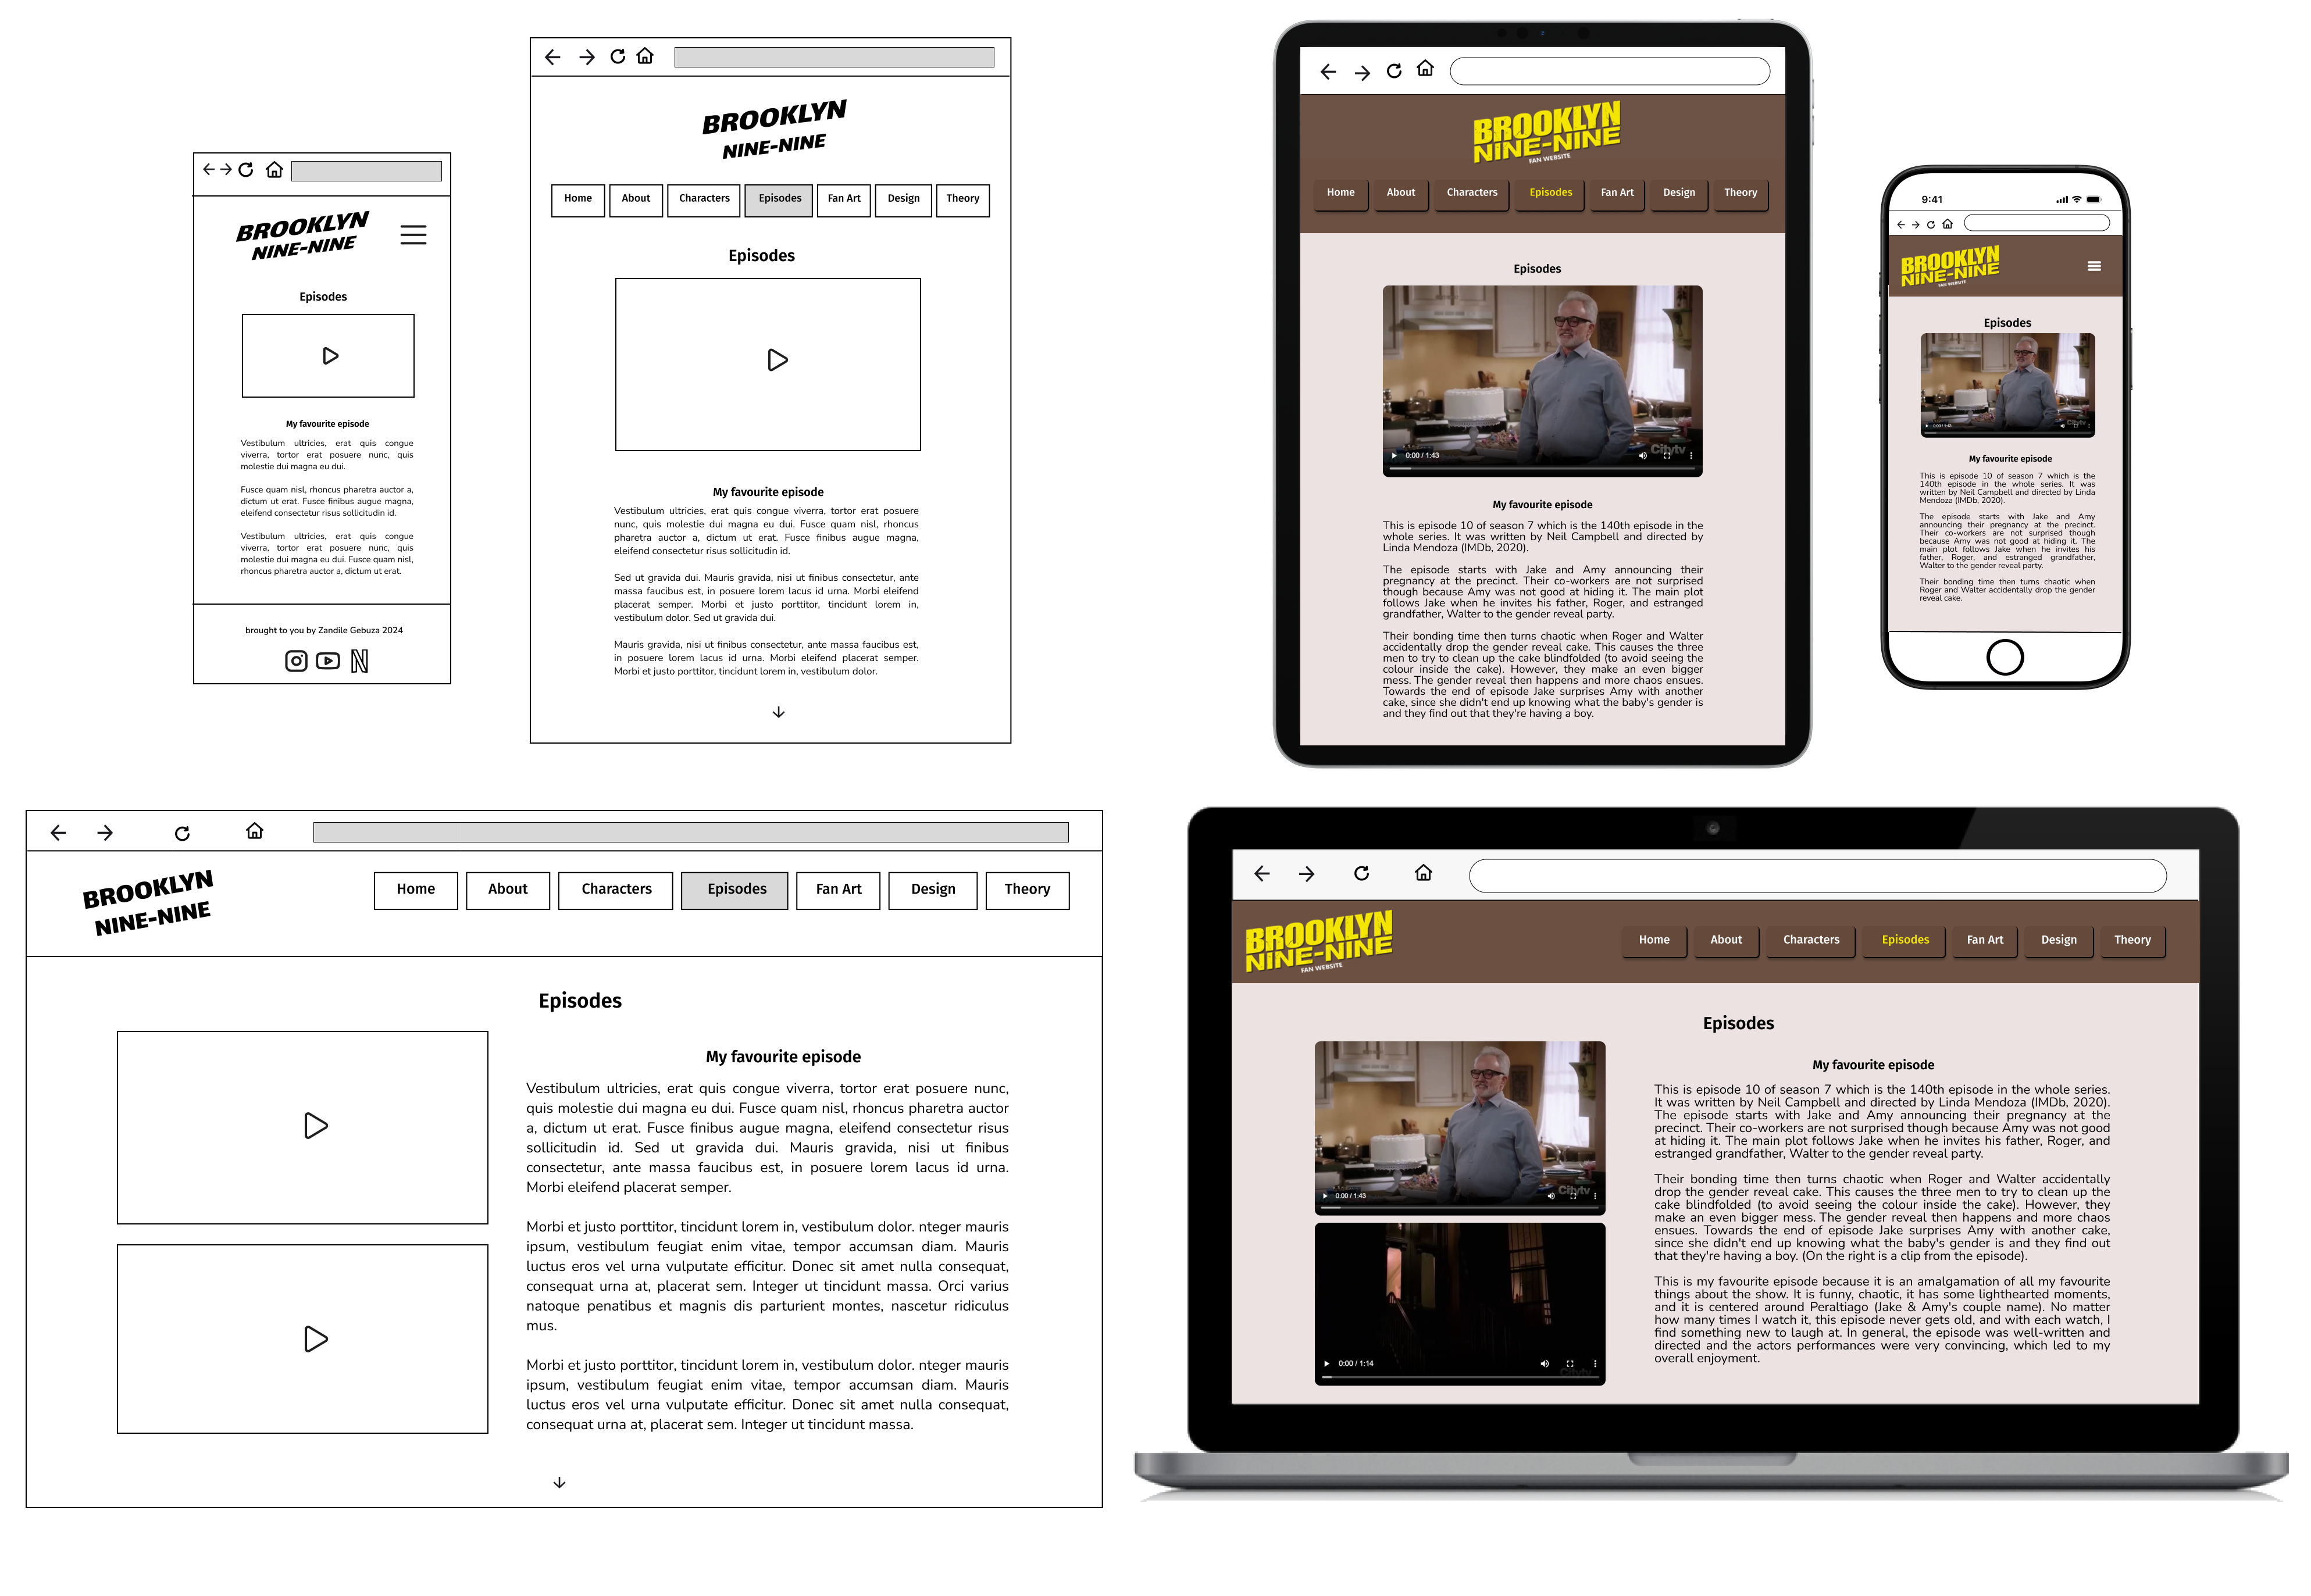 BROOKLYN
NINE-NINE
Episodes
My favourite episode
Vestibulum ultricies, erat quis congue
viverra, tortor erat posuere nunc, quis
molestie dui magna eu dui.
Fusce quam nisl, rhoncus pharetra auctor a,
dictum ut erat. Fusce finibus augue magna,
eleifend consectetur risus sollicitudin id.
Vestibulum ultricies, erat quis congue
viverra, tortor erat posuere nunc, quis
molestie dui magna eu dui. Fusce quam nisl,
rhoncus pharetra auctor a, dictum ut erat.
brought to you by Zandile Gebuza 2024
N
BROOKLYN
NINE-NINE
Home About Characters Episodes Fan Art Design Theory
Episodes
My favourite episode
Vestibulum ultricies, erat quis congue viverra, tortor erat posuere
nunc, quis molestie dui magna eu dui. Fusce quam nisl, rhoncus
pharetra auctor a, dictum ut erat. Fusce finibus augue magna,
eleifend consectetur risus sollicitudin id.
Sed ut gravida dui. Mauris gravida, nisi ut finibus consectetur, ante
massa faucibus est, in posuere lorem lacus id urna. Morbi eleifend
placerat semper. Morbi et justo porttitor, tincidunt lorem in,
vestibulum dolor. Sed ut gravida dui.
Mauris gravida, nisi ut finibus consectetur, ante massa faucibus est,
in posuere lorem lacus id urna. Morbi eleifend placerat semper.
Morbi et justo porttitor, tincidunt lorem in, vestibulum dolor.
BROOKLYN
NINE-NINE
FAN WEBSITE
Home About Characters Episodes Fan Art Design Theory
Episodes
Citytv
0:00 / 1:43
My favourite episode
This is episode 10 of season 7 which is the 140th episode in the
whole series. It was written by Neil Campbell and directed by
Linda Mendoza (IMDb, 2020).
The episode starts with Jake and Amy announcing their
pregnancy at the precinct. Their co-workers are not surprised
though because Amy was not good at hiding it. The main plot
follows Jake when he invites his father, Roger, and estranged
grandfather, Walter to the gender reveal party.
Their bonding time then turns chaotic when Roger and Walter
accidentally drop the gender reveal cake. This causes the three
men to try to clean up the cake blindfolded (to avoid seeing the
colour inside the cake). However, they make an even bigger
mess. The gender reveal then happens and more chaos ensues.
Towards the end of episode Jake surprises Amy with another
cake, since she didn't end up knowing what the baby's gender is
and they find out that they're having a boy.
9:41
BROOKLYN
NINE-NINE
FAN WEBSITE
Episodes
Citytv
0:00 / 1:43
My favourite episode
This is episode 10 of season 7 which is the
140th episode in the whole series. It was
written by Neil Campbell and directed by Linda
Mendoza (IMDb, 2020).
The episode starts with Jake and Amy
announcing their pregnancy at the precinct.
Their co-workers are not surprised though
because Amy was not good at hiding it. The
main plot follows Jake when he invites his
father, Roger, and estranged grandfather,
Walter to the gender reveal party.
Their bonding time then turns chaotic when
Roger and Walter accidentally drop the gender
reveal cake.
BROOKLYN
NINE-NINE
Home About Characters Episodes Fan Art Design Theory
Episodes
My favourite episode
Vestibulum ultricies, erat quis congue viverra, tortor erat posuere nunc,
quis molestie dui magna eu dui. Fusce quam nisl, rhoncus pharetra auctor
a, dictum ut erat. Fusce finibus augue magna, eleifend consectetur risus
sollicitudin id. Sed ut gravida dui. Mauris gravida, nisi ut finibus
consectetur, ante massa faucibus est, in posuere lorem lacus id urna.
Morbi eleifend placerat semper.
Morbi et justo porttitor, tincidunt lorem in, vestibulum dolor. nteger mauris
ipsum, vestibulum feugiat enim vitae, tempor accumsan diam. Mauris
luctus eros vel urna vulputate efficitur. Donec sit amet nulla consequat,
consequat urna at, placerat sem. Integer ut tincidunt massa. Orci varius
natoque penatibus et magnis dis parturient montes, nascetur ridiculus
mus.
Morbi et justo porttitor, tincidunt lorem in, vestibulum dolor. nteger mauris
ipsum, vestibulum feugiat enim vitae, tempor accumsan diam. Mauris
luctus eros vel urna vulputate efficitur. Donec sit amet nulla consequat,
consequat urna at, placerat sem. Integer ut tincidunt massa.
BROOKLYN
NINE-NINE
FAN WEBSITE
Home About Characters Episodes Fan Art Design Theory
Episodes
Citytv
0:00 / 1:43
Citytv
0:00 / 1:14
My favourite episode
This is episode 10 of season 7 which is the 140th episode in the whole series.
It was written by Neil Campbell and directed by Linda Mendoza (IMDb, 2020).
The episode starts with Jake and Amy announcing their pregnancy at the
precinct. Their co-workers are not surprised though because Amy was not good
at hiding it. The main plot follows Jake when he invites his father, Roger, and
estranged grandfather, Walter to the gender reveal party.
Their bonding time then turns chaotic when Roger and Walter accidentally
drop the gender reveal cake. This causes the three men to try to clean up the
cake blindfolded (to avoid seeing the colour inside the cake). However, they
make an even bigger mess. The gender reveal then happens and more chaos
ensues. Towards the end of episode Jake surprises Amy with another cake,
since she didn't end up knowing what the baby's gender is and they find out
that they're having a boy. (On the right is a clip from the episode).
This is my favourite episode because it is an amalgamation of all my favourite
things about the show. It is funny, chaotic, it has some lighthearted moments,
and it is centered around Peraltiago (Jake & Amy's couple name). No matter
how many times I watch it, this episode never gets old, and with each watch, I
find something new to laugh at. In general, the episode was well-written and
directed and the actors performances were very convincing, which led to my
overall enjoyment.